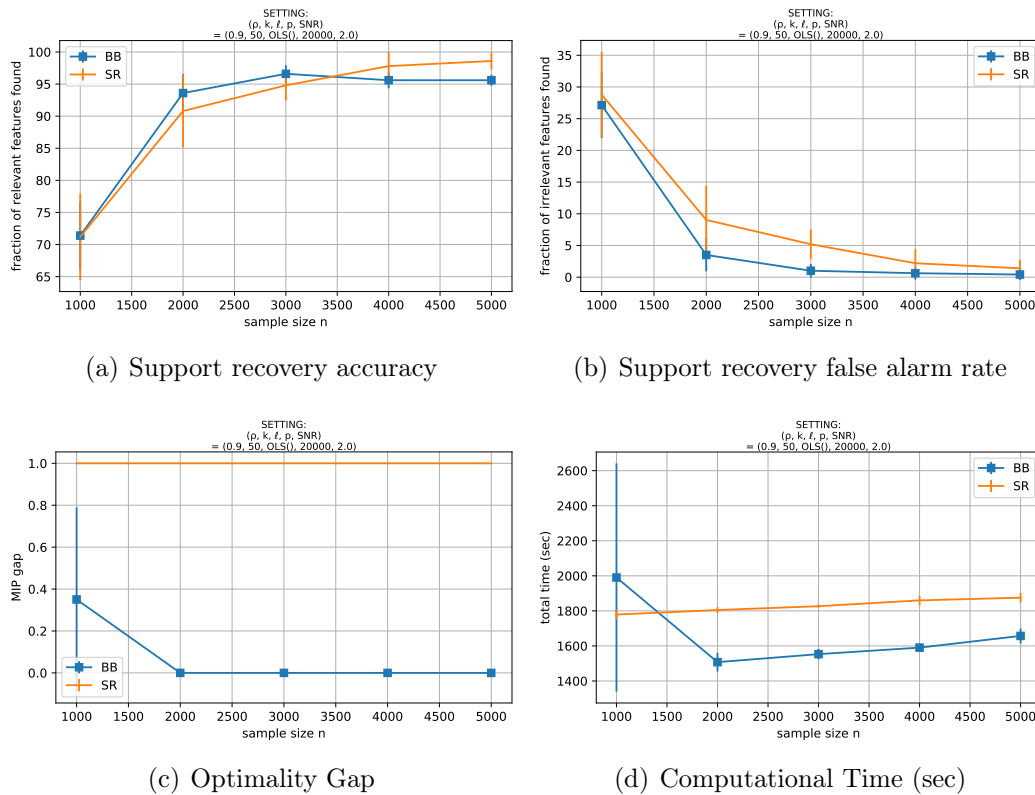 SETTING:
(ρ, k, ℓ, p, SNR)
= (0.9, 50, OLS(), 20000, 2.0)
fraction of relevant features found
100
95
90
85
80
75
70
65
BB
SR
1000 1500 2000 2500 3000 3500 4000 4500 5000
sample size n
(a) Support recovery accuracy
SETTING:
(ρ, k, ℓ, p, SNR)
= (0.9, 50, OLS(), 20000, 2.0)
fraction of irrelevant features found
35
30
25
20
15
10
5
0
BB
SR
1000 1500 2000 2500 3000 3500 4000 4500 5000
sample size n
(b) Support recovery false alarm rate
SETTING:
(ρ, k, ℓ, p, SNR)
= (0.9, 50, OLS(), 20000, 2.0)
MIP gap
1.0
0.8
0.6
0.4
0.2
0.0
BB
SR
1000 1500 2000 2500 3000 3500 4000 4500 5000
sample size n
(c) Optimality Gap
SETTING:
(ρ, k, ℓ, p, SNR)
= (0.9, 50, OLS(), 20000, 2.0)
total time (sec)
2600
2400
2200
2000
1800
1600
1400
BB
SR
1000 1500 2000 2500 3000 3500 4000 4500 5000
sample size n
(d) Computational Time (sec)